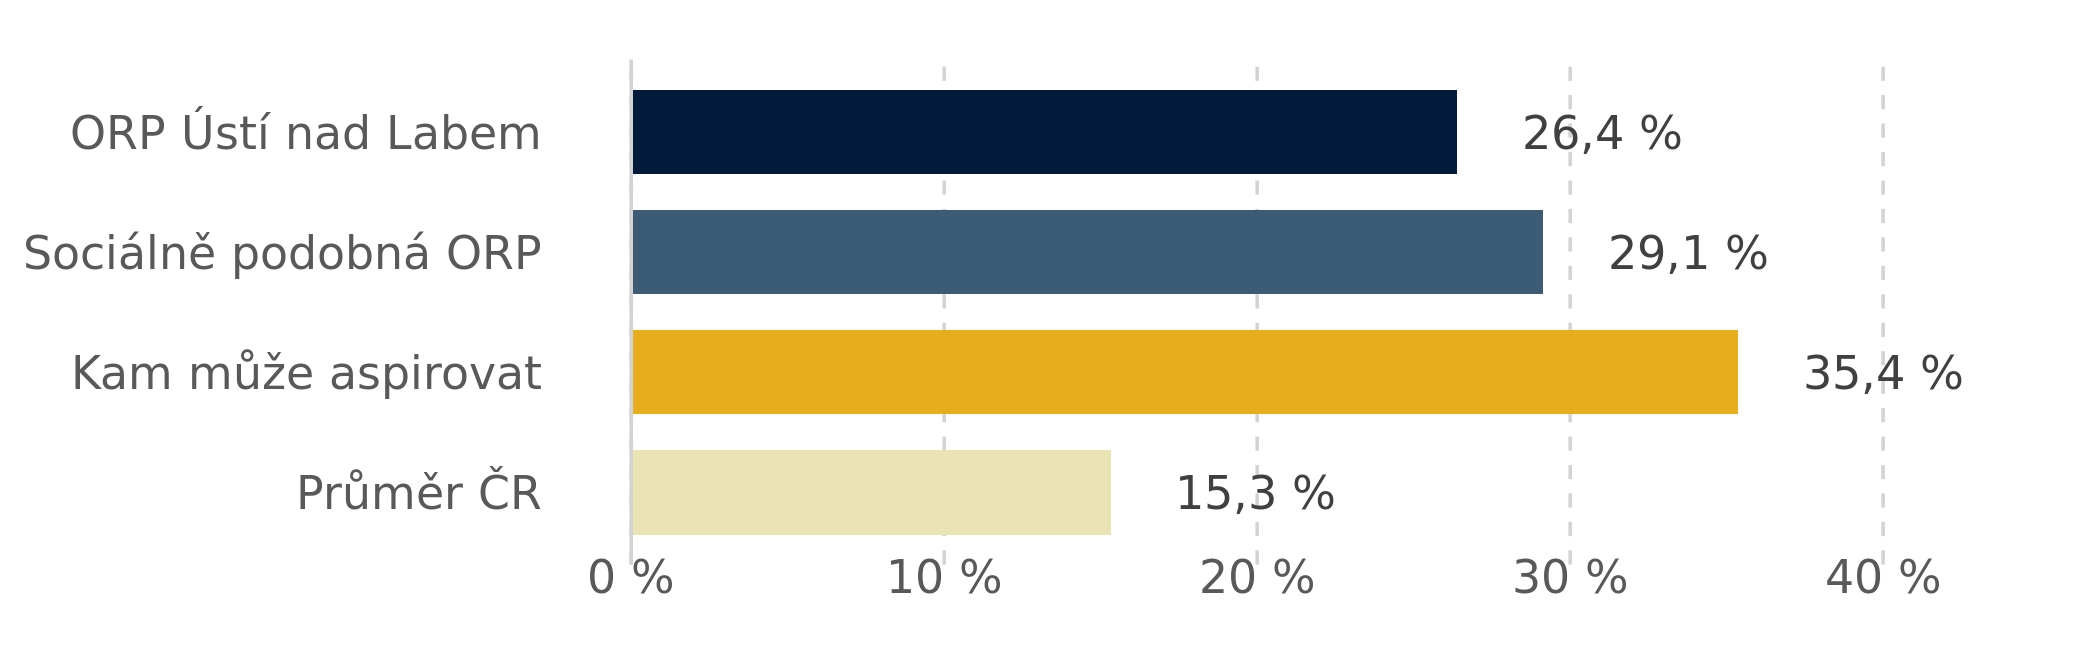 ORP Ústí nad Labem 26,4 %
Sociálně podobná ORP 29,1 %
Kam může aspirovat 35,4 %
Průměr ČR 15,3 %
0 % 10 % 20 % 30 % 40 %